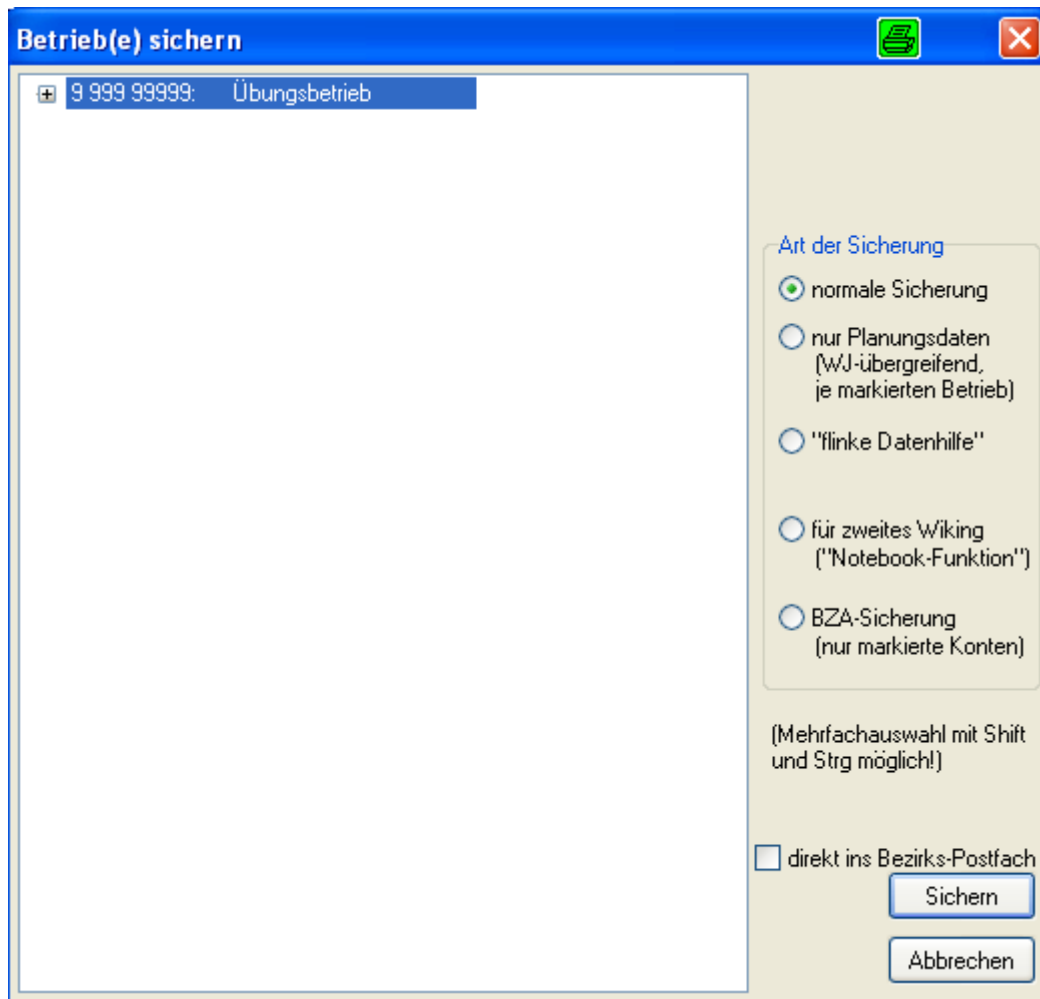 Betrieb(e) sichern
9 999 99999: Übungsbetrieb
Art der Sicherung
normale Sicherung
nur Planungsdaten
(WJ-übergreifend,
je markierten Betrieb)
"flinke Datenhilfe"
für zweites Wiking
("Notebook-Funktion")
BZA-Sicherung
(nur markierte Konten)
(Mehrfachauswahl mit Shift
und Strg möglich!)
direkt ins Bezirks-Postfach
Sichern
Abbrechen